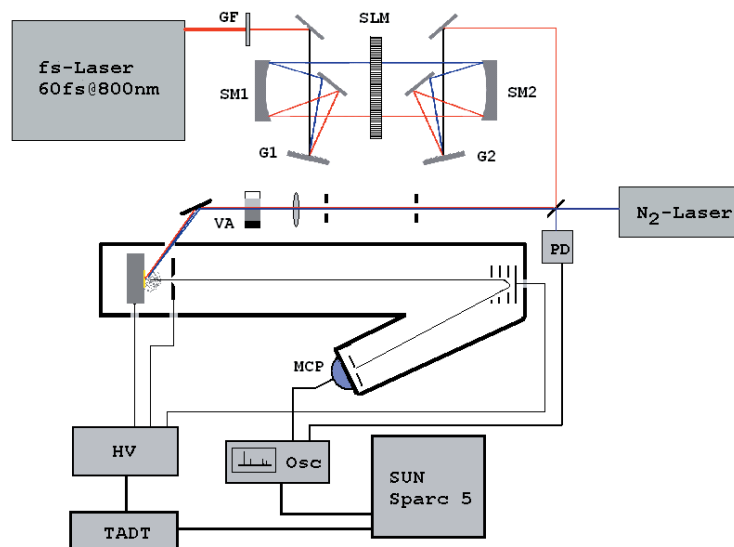 GF
SLM
fs-Laser
60fs@800nm
SM1
SM2
G1
G2
VA
N2-Laser
PD
MCP
HV
Osc
SUN
Sparc 5
TADT